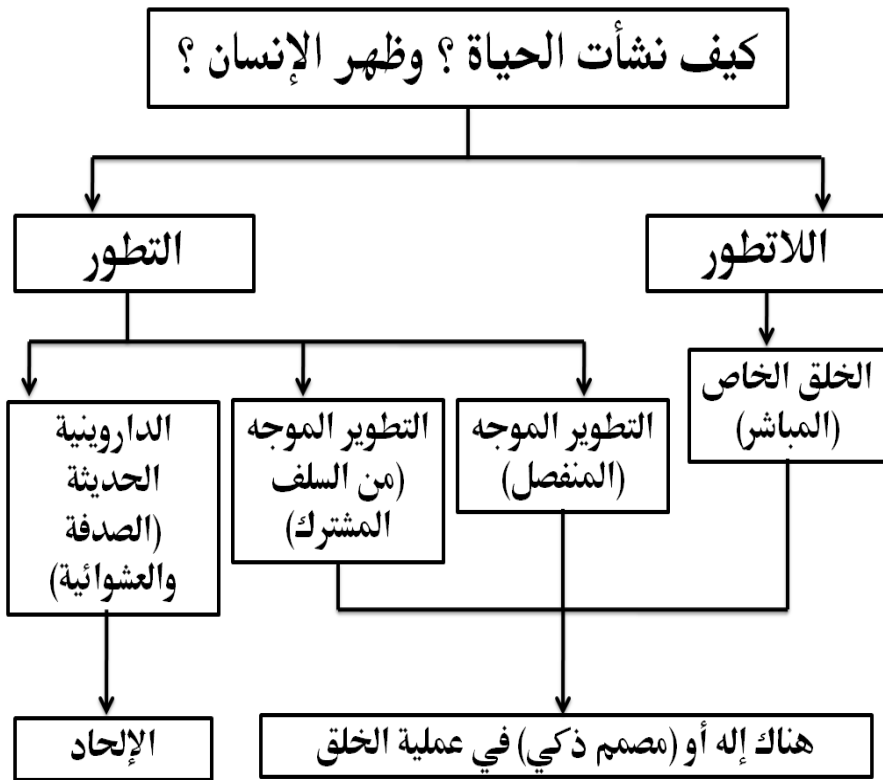 كيف نشأت الحياة ؟ وظهر الإنسان ؟
اللاتطور
التطور
الخلق الخاص
(المباشر)
التطوير الموجه
(المنفصل)
التطوير الموجه
(من السلف
المشترك)
الداروينية
الحديثة
(الصدفة
والعشوائية)
هناك إله أو (مصمم ذكي) في عملية الخلق
الإلحاد